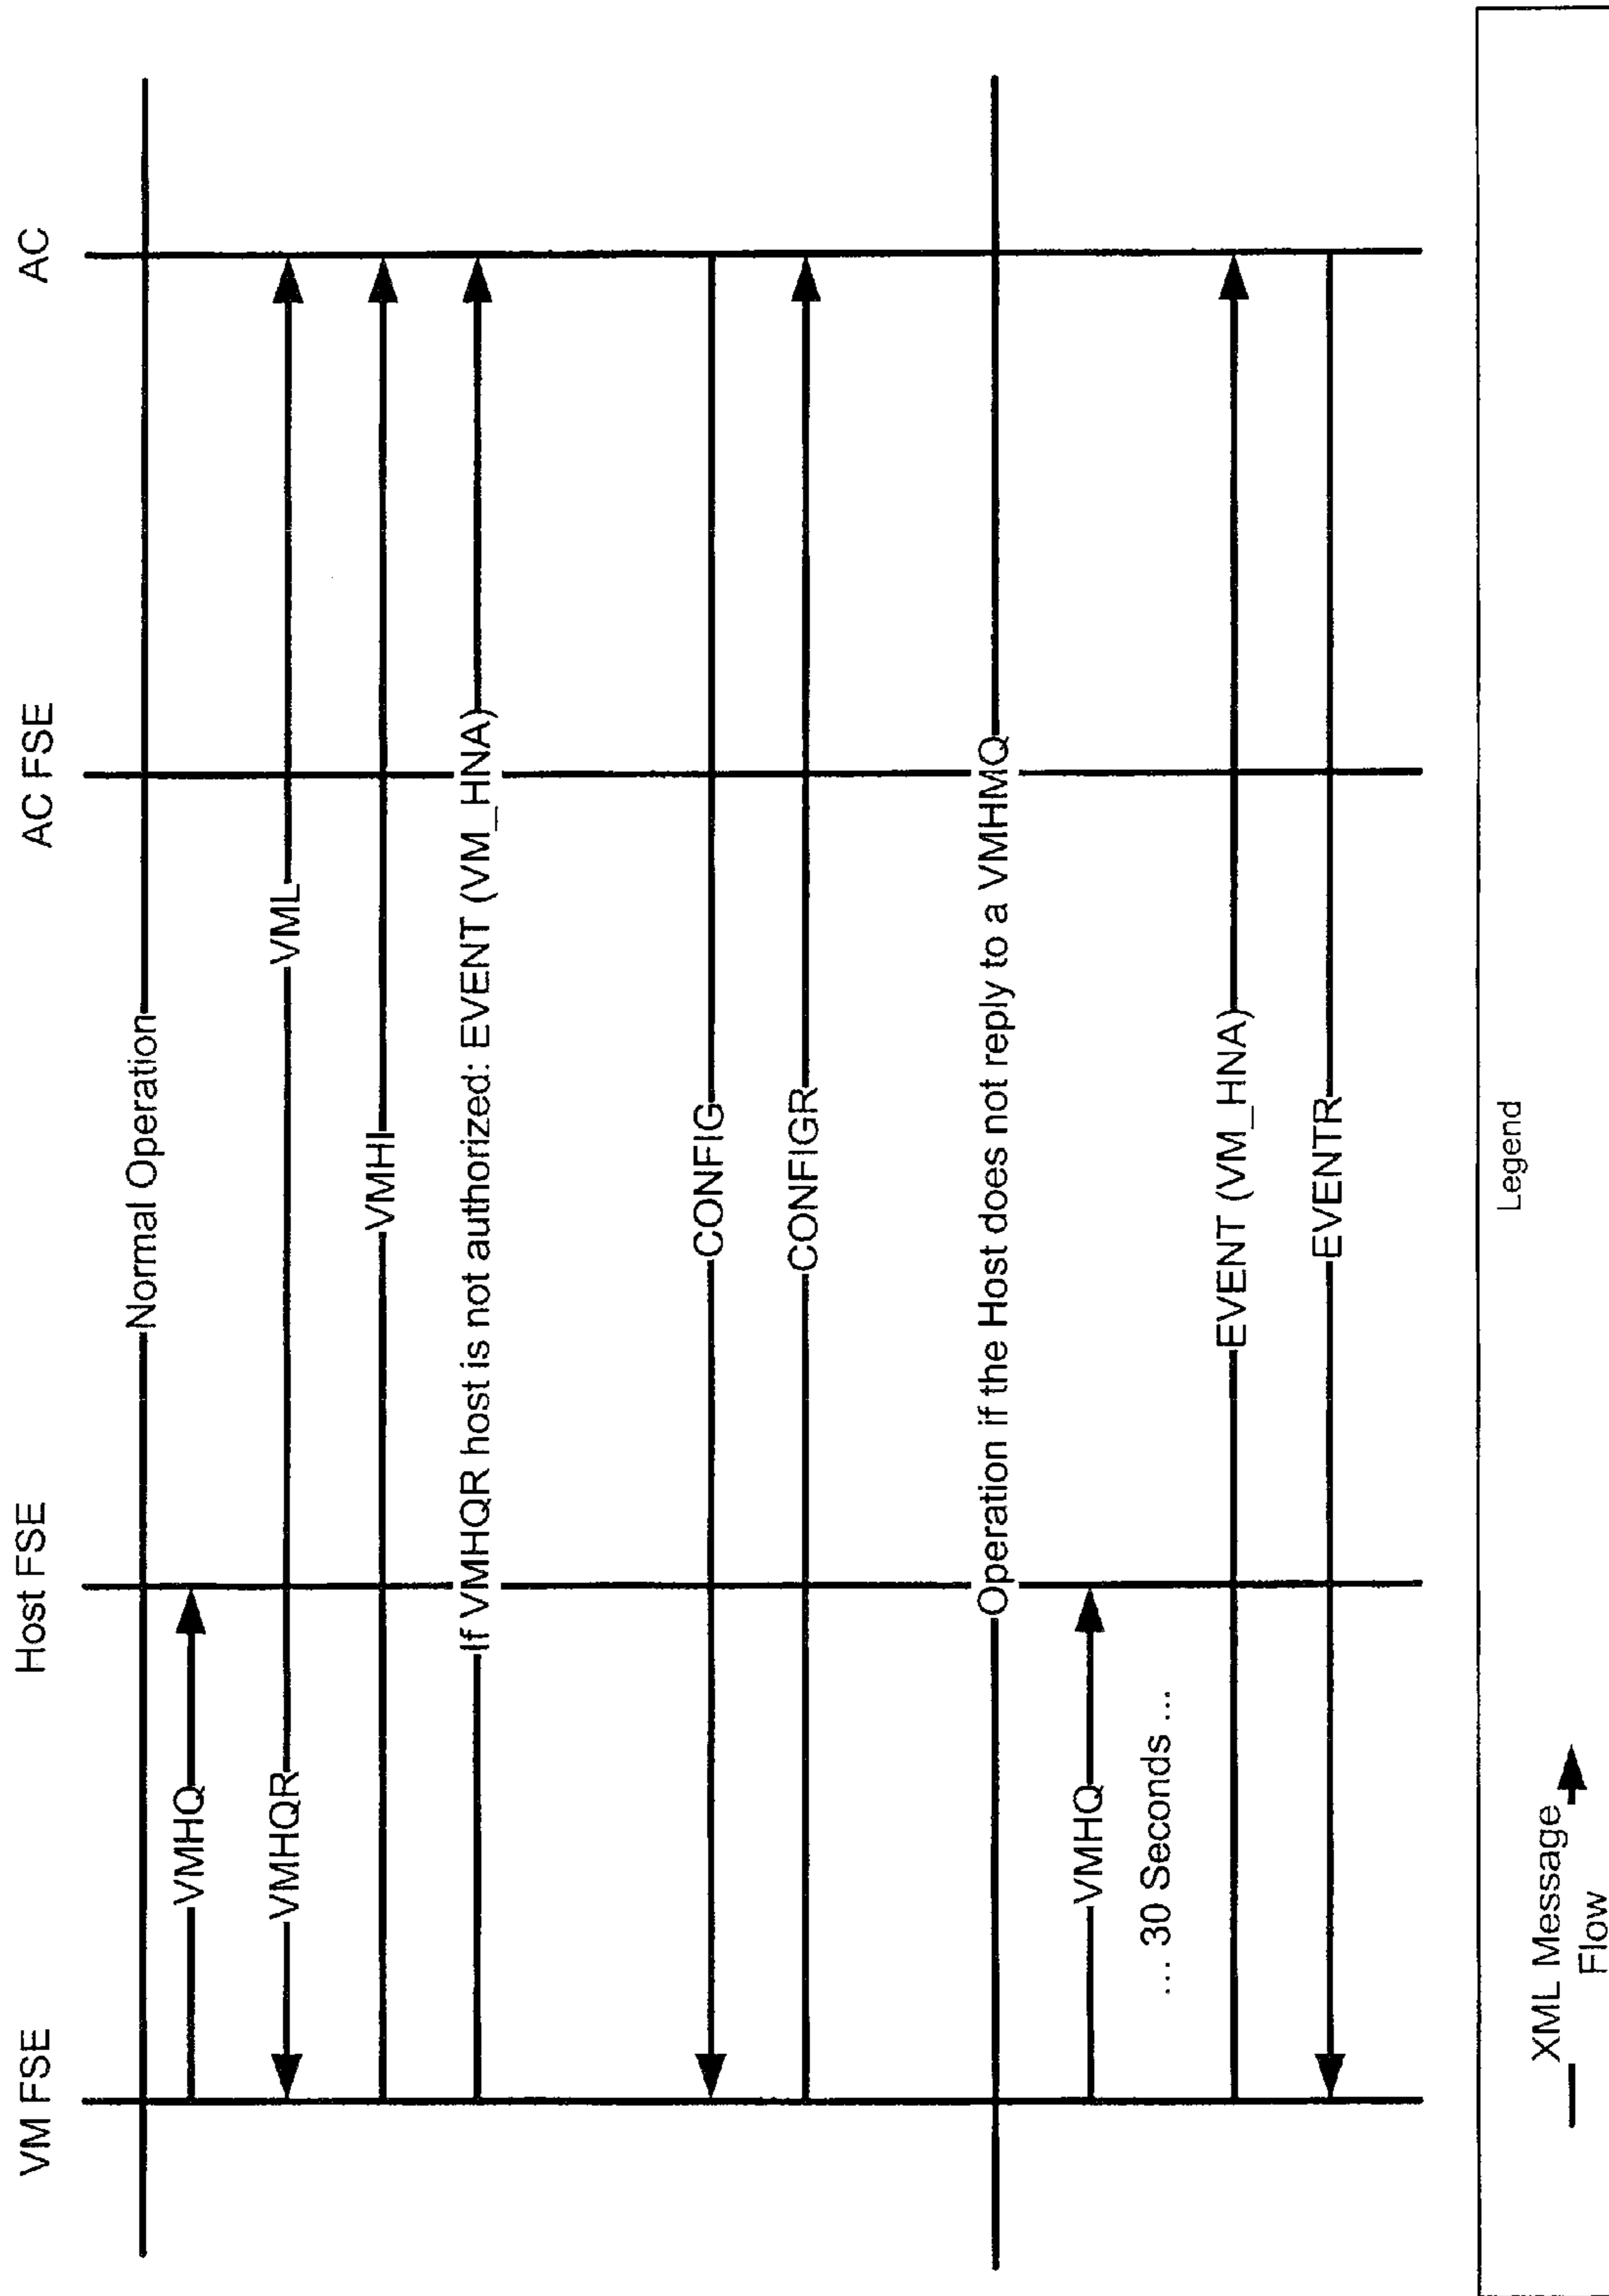 VM FSE
Host FSE
AC FSE
AC
Normal Operation
VMHQ
VMHQR
VML
VMHI
If VMHQR host is not authorized: EVENT (VM_HNA)
CONFIG
CONFIGR
Operation if the Host does not reply to a VMHMQ
VMHQ
... 30 Seconds ...
EVENT (VM_HNA)
EVENTR
Legend
XML Message
Flow